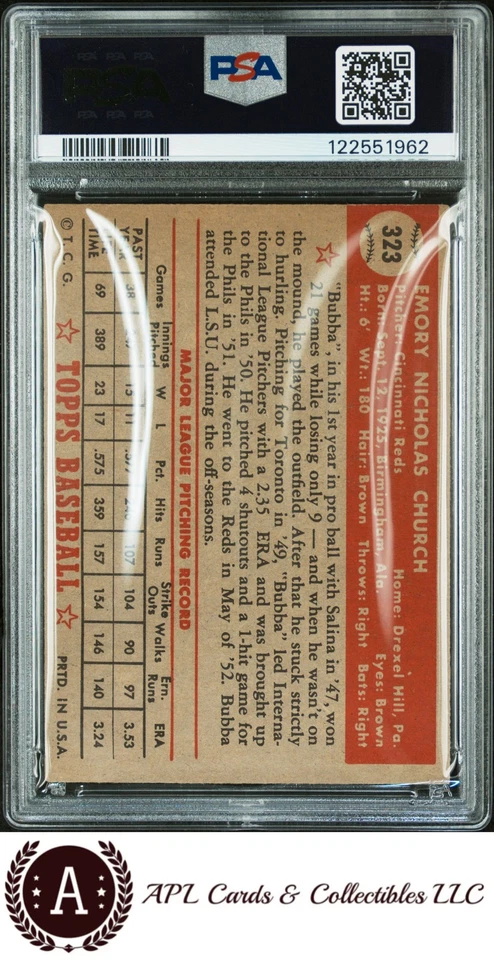 PSA
122551962
323
EMORY NICHOLAS CHURCH
Pitcher: Cincinnati Reds Home: Drexel Hill, Pa.
Born: Sept. 12, 1925, Birmingham, Ala. Eyes: Brown
Ht.: 6' Wt.: 180 Hair: Brown Throws: Right Bats: Right
"Bubba", in his 1st year in pro ball with Salina in '47, won
21 games while losing only 9 — and when he wasn't on
the mound, he played the outfield. After that he stuck strictly
to hurling. Pitching for Toronto in '49, "Bubba" led Interna-
tional League Pitchers with a 2.35 ERA and was brought up
to the Phils in '50. He pitched 4 shutouts and a 1-hit game for
the Phils in '51. He went to the Reds in May of '52. Bubba
attended L.S.U. during the off-seasons.
MAJOR LEAGUE PITCHING RECORD
Games Innings Pitched W L Pct. Hits Runs Strike Outs Walks Ern. Runs ERA
PAST YEAR 38 15 11 107 104 90 97 3.53
TIME 69 389 23 17 .575 359 157 154 146 140 3.24
© T.C.G. TOPPS BASEBALL PRTD. IN U.S.A.
A
APL Cards & Collectibles LLC